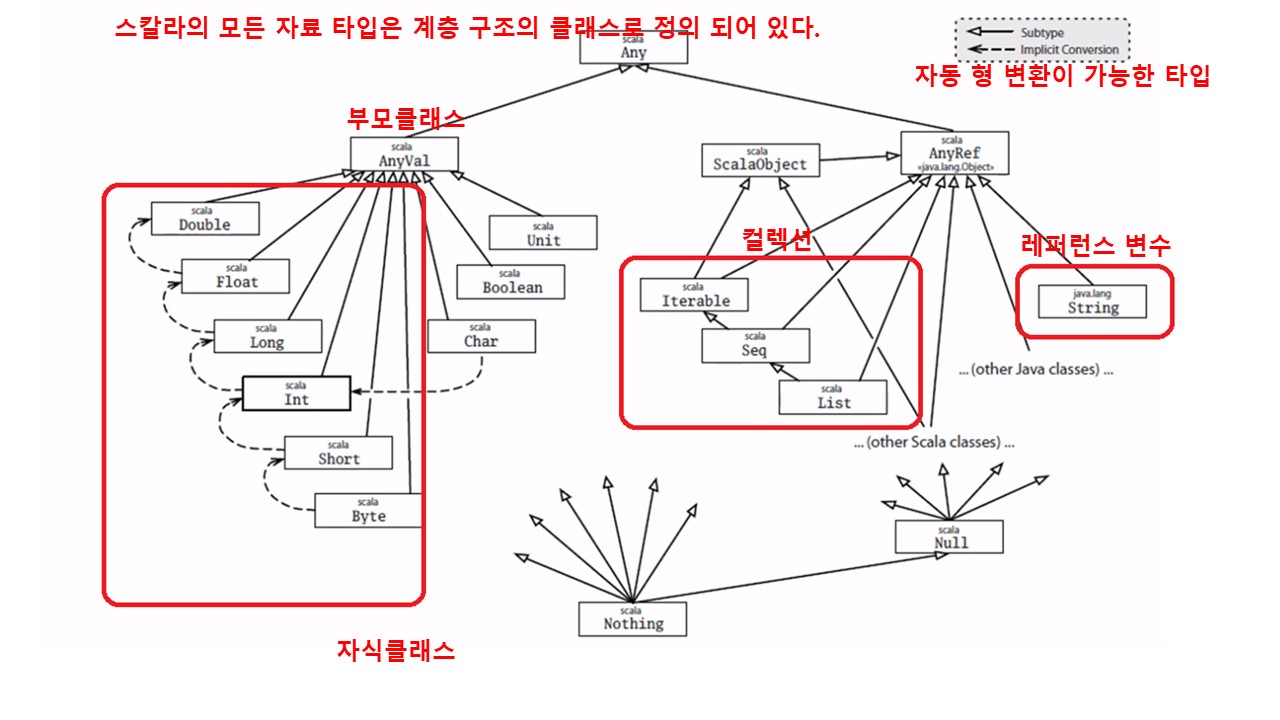 스칼라의 모든 자료 타입은 계층 구조의 클래스로 정의 되어 있다.
scala
Any
Subtype
Implicit Conversion
자동 형 변환이 가능한 타입
부모클래스
scala
AnyVal
scala
ScalaObject
scala
AnyRef
«java.lang.Object»
scala
Double
scala
Unit
컬렉션
레퍼런스 변수
scala
Float
scala
Boolean
scala
Iterable
java.lang
String
scala
Long
scala
Char
scala
Seq
... (other Java classes) ...
scala
Int
scala
List
scala
Short
... (other Scala classes) ...
scala
Byte
scala
Null
scala
Nothing
자식클래스